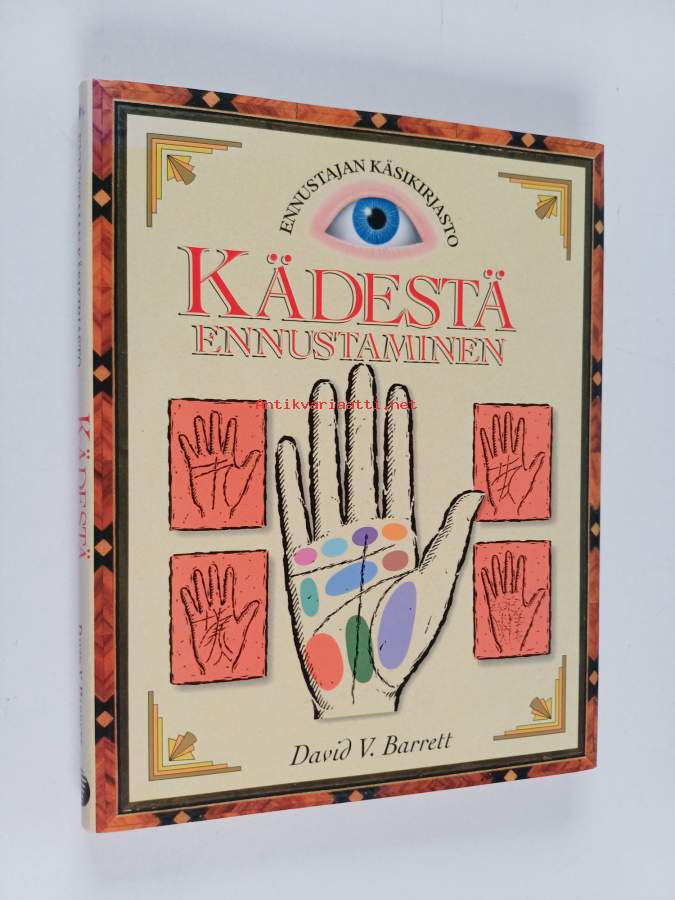 ENNUSTAJAN KÄSIKIRJASTO
KÄDESTÄ
ENNUSTAMINEN
Antikvariaatti.net
David V. Barrett
KÄDESTÄ